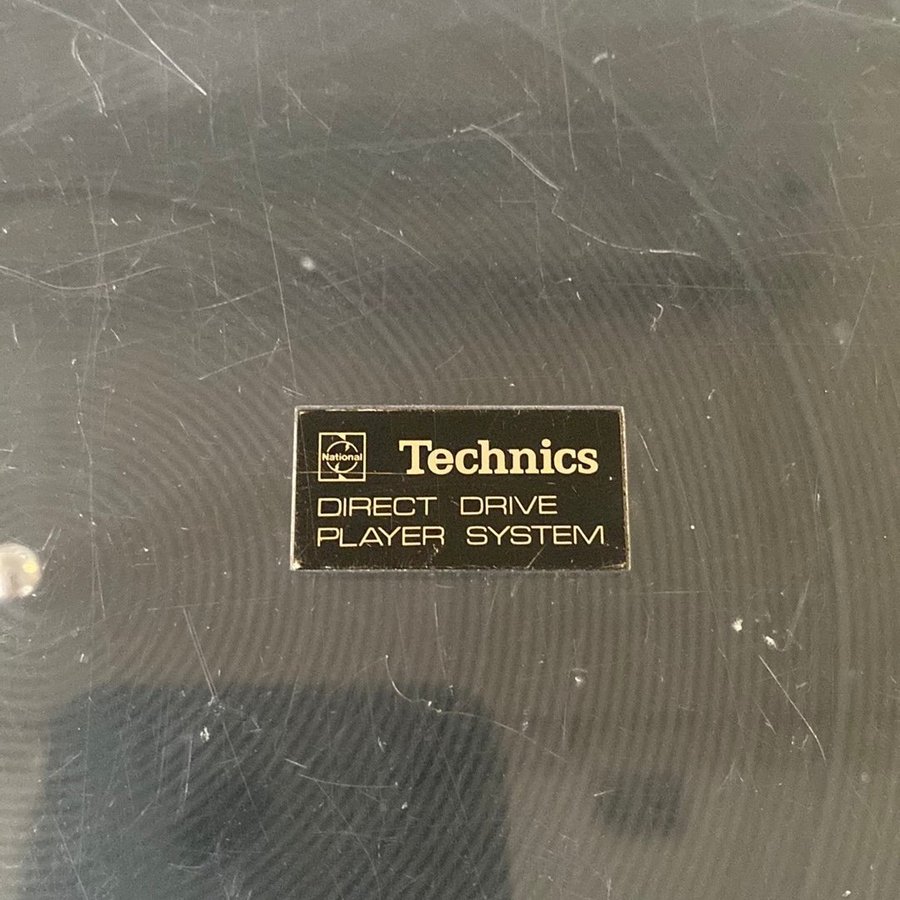 National
Technics
DIRECT DRIVE
PLAYER SYSTEM